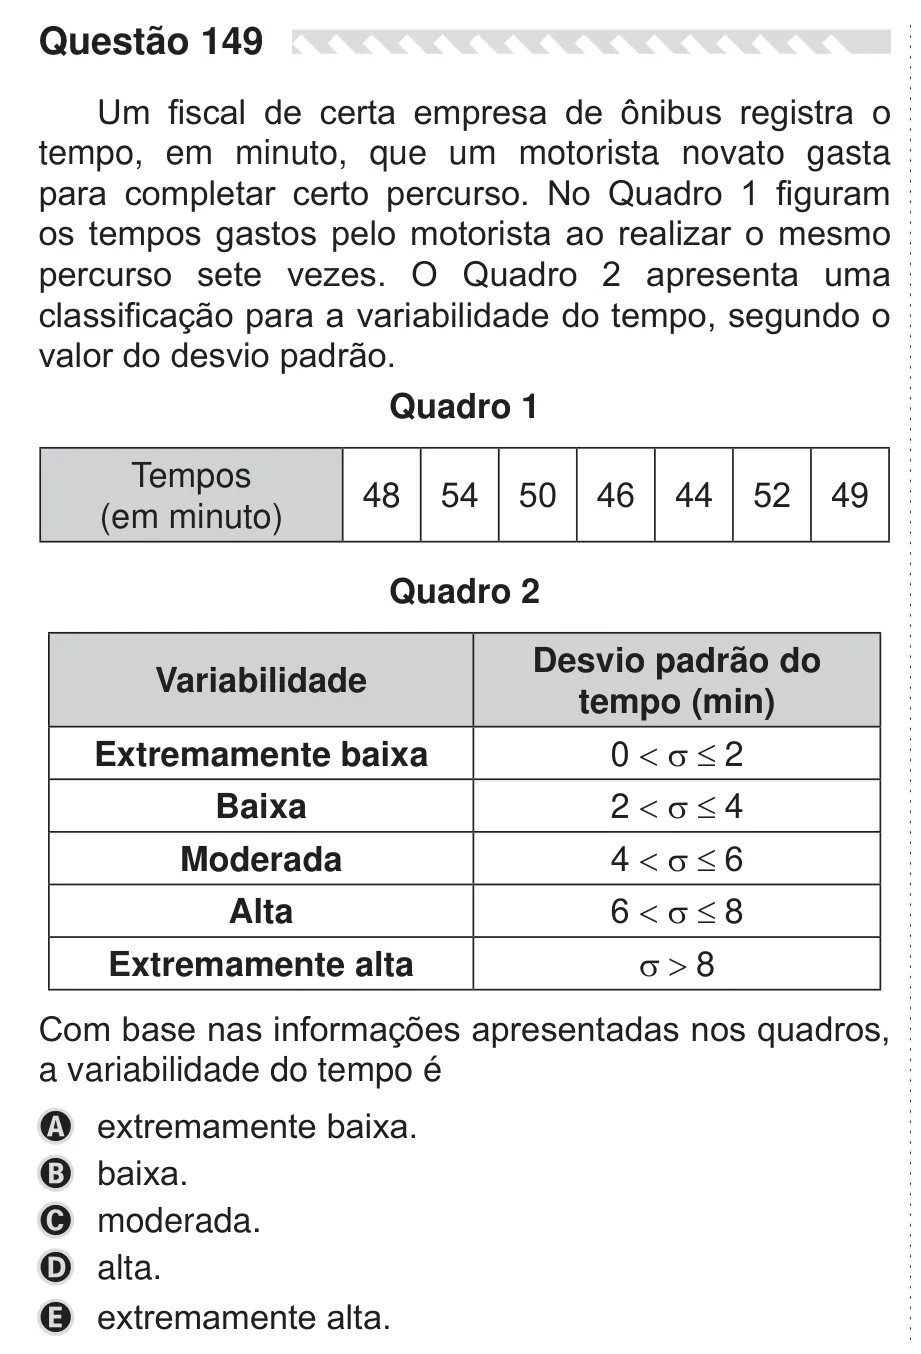 Questão 149
Um fiscal de certa empresa de ônibus registra o
tempo, em minuto, que um motorista novato gasta
para completar certo percurso. No Quadro 1 figuram
os tempos gastos pelo motorista ao realizar o mesmo
percurso sete vezes. O Quadro 2 apresenta uma
classificação para a variabilidade do tempo, segundo o
valor do desvio padrão.
Quadro 1
Tempos
(em minuto) 48 54 50 46 44 52 49
Quadro 2
Variabilidade Desvio padrão do
tempo (min)
Extremamente baixa 0 < σ ≤ 2
Baixa 2 < σ ≤ 4
Moderada 4 < σ ≤ 6
Alta 6 < σ ≤ 8
Extremamente alta σ > 8
Com base nas informações apresentadas nos quadros,
a variabilidade do tempo é
A extremamente baixa.
B baixa.
C moderada.
D alta.
E extremamente alta.